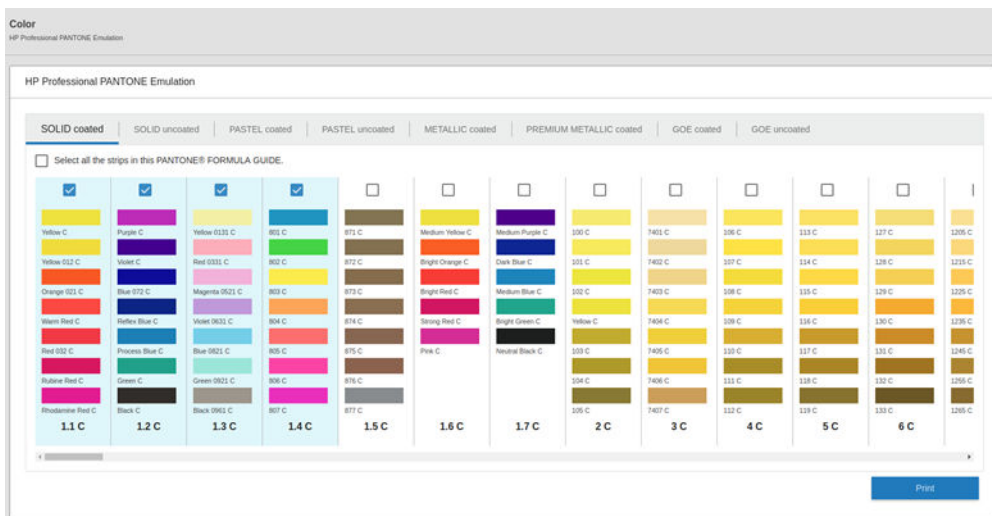 Color
HP Professional PANTONE Emulation
HP Professional PANTONE Emulation
SOLID coated SOLID uncoated PASTEL coated PASTEL uncoated METALLIC coated PREMIUM METALLIC coated GOE coated GOE uncoated
Select all the strips in this PANTONE® FORMULA GUIDE.
Yellow C Purple C Yellow 0131 C 801 C 871 C Medium Yellow C Medium Purple C 100 C 7401 C 106 C 113 C 127 C 1205 C
Yellow 012 C Violet C Red 0331 C 802 C 872 C Bright Orange C Dark Blue C 101 C 7402 C 107 C 114 C 128 C 1215 C
Orange 021 C Blue 072 C Magenta 0521 C 803 C 873 C Bright Red C Medium Blue C 102 C 7403 C 108 C 115 C 129 C 1225 C
Warm Red C Reflex Blue C Violet 0631 C 804 C 874 C Strong Red C Bright Green C Yellow C 7404 C 109 C 116 C 130 C 1235 C
Red 032 C Process Blue C Blue 0821 C 805 C 875 C Pink C Neutral Black C 103 C 7405 C 110 C 117 C 131 C 1245 C
Rubine Red C Green C Green 0921 C 806 C 876 C 104 C 7406 C 111 C 118 C 132 C 1255 C
Rhodamine Red C Black C Black 0961 C 807 C 877 C 105 C 7407 C 112 C 119 C 133 C 1265 C
1.1 C 1.2 C 1.3 C 1.4 C 1.5 C 1.6 C 1.7 C 2 C 3 C 4 C 5 C 6 C
Print